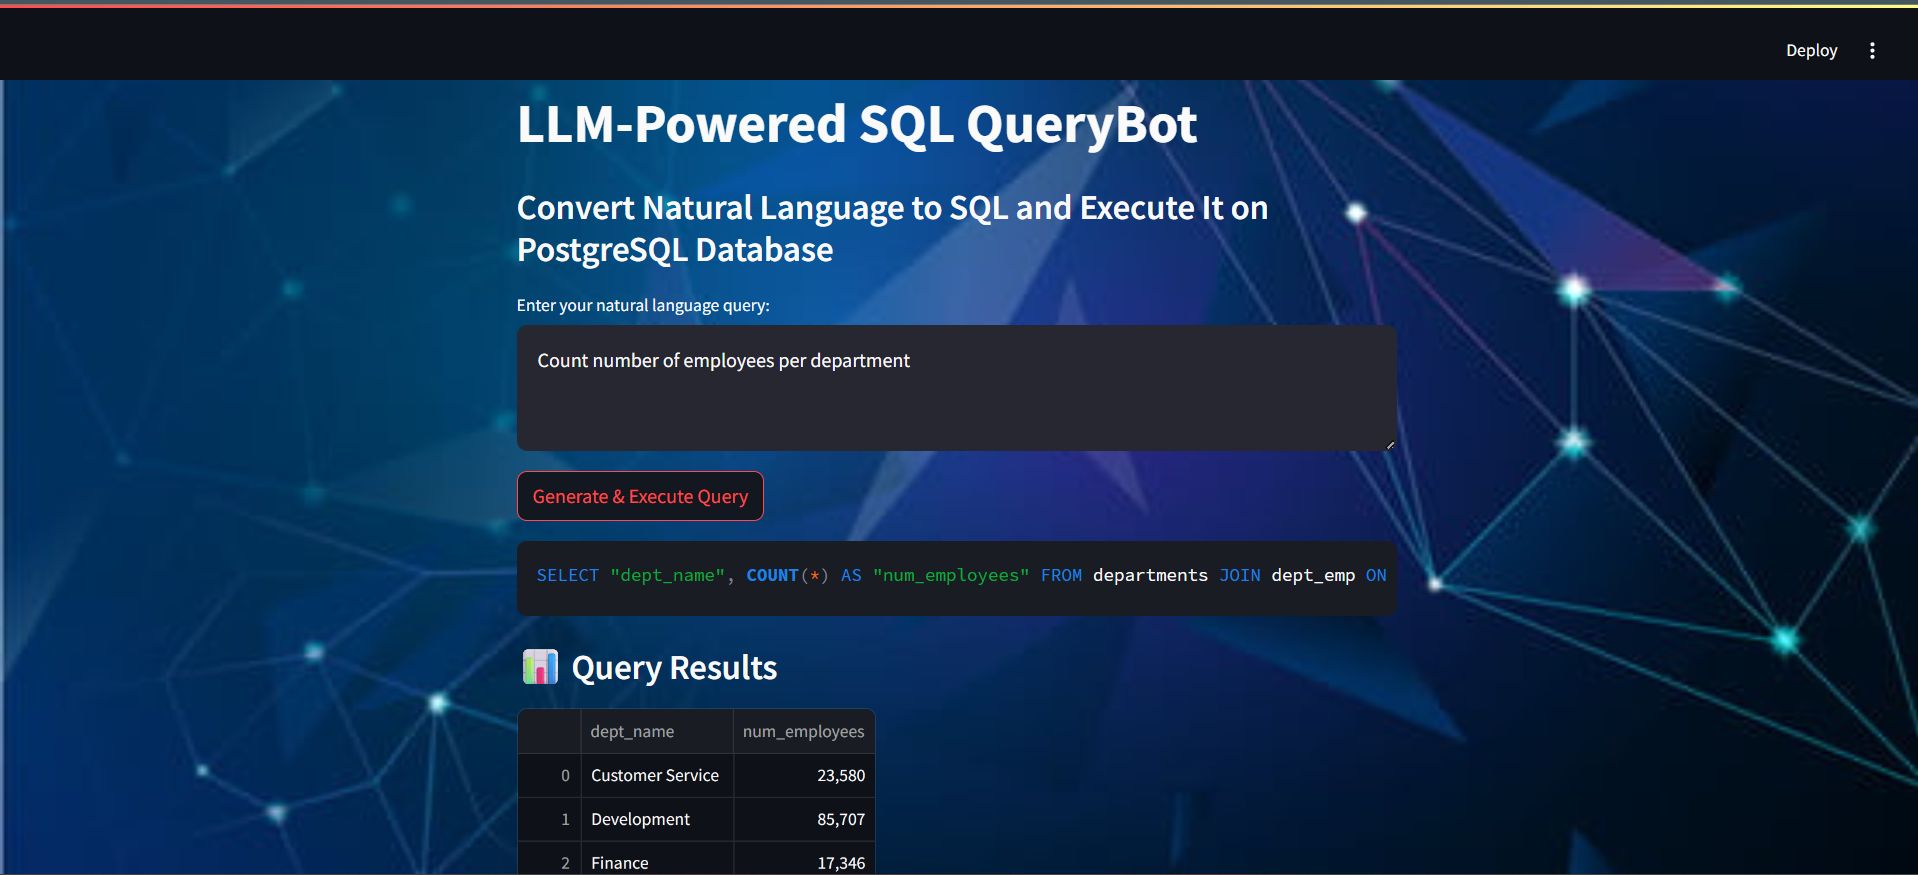 Deploy
LLM-Powered SQL QueryBot
Convert Natural Language to SQL and Execute It on
PostgreSQL Database
Enter your natural language query:
Count number of employees per department
Generate & Execute Query
SELECT "dept_name", COUNT(*) AS "num_employees" FROM departments JOIN dept_emp ON
Query Results
dept_name num_employees
0 Customer Service 23,580
1 Development 85,707
2 Finance 17,346